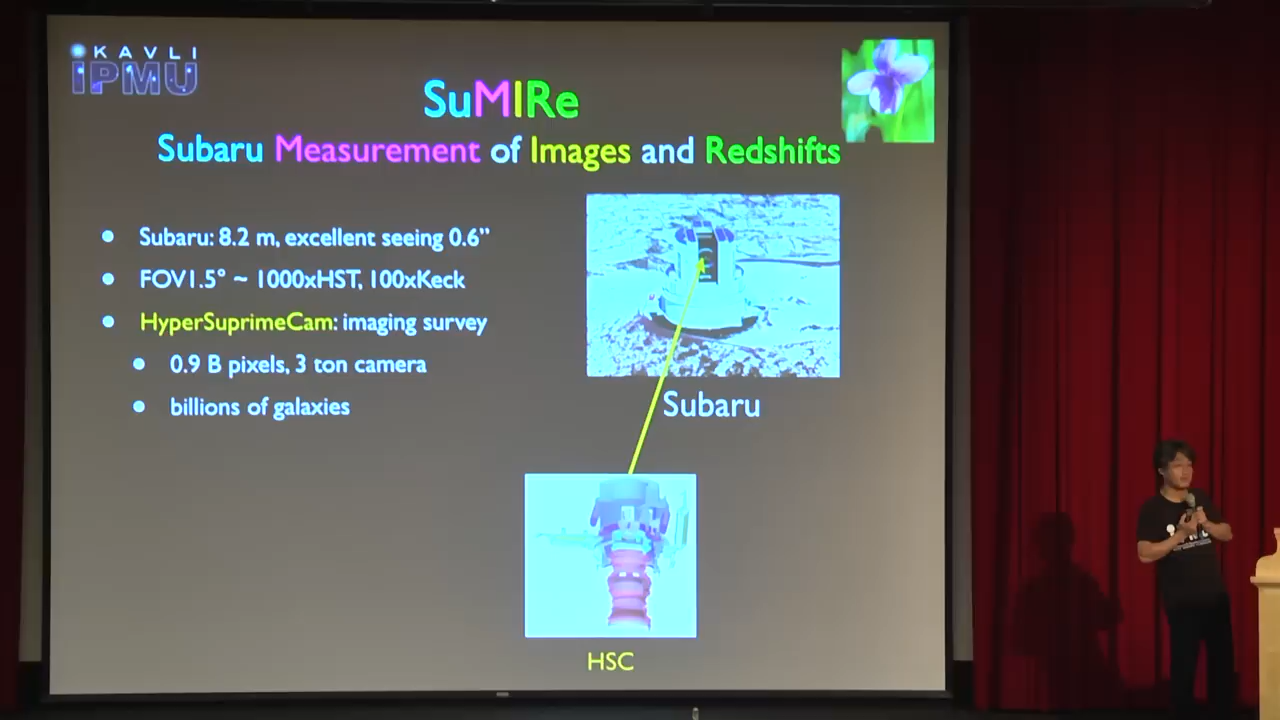 KAVLI
IPMU
SuMIRe
Subaru Measurement of Images and Redshifts
• Subaru: 8.2 m, excellent seeing 0.6”
• FOV1.5° ~ 1000xHST, 100xKeck
• HyperSuprimeCam: imaging survey
• 0.9 B pixels, 3 ton camera
• billions of galaxies
Subaru
HSC